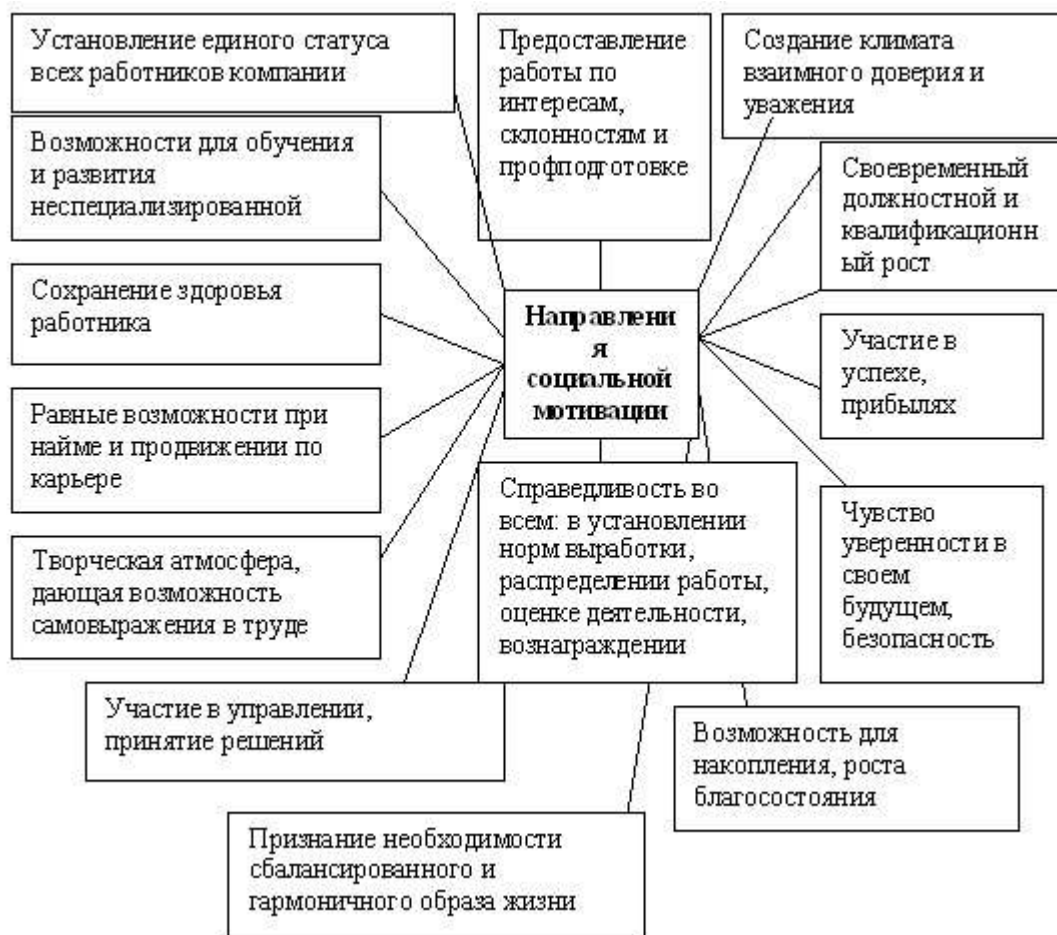 Установление единого статуса
всех работников компании
Предоставление
работы по
интересам,
склонностям и
профподготовке
Создание климата
взаимного доверия и
уважения
Возможности для обучения
и развития
неспециализированной
Своевременный
должностной и
квалификационн
ый рост
Сохранение здоровья
работника
Направлени
я
социальной
мотивации
Участие в
успехе,
прибылях
Равные возможности при
найме и продвижении по
карьере
Справедливость во
всем: в установлении
норм выработки,
распределении работы,
оценке деятельности,
вознаграждении
Чувство
уверенности в
своем
будущем,
безопасность
Творческая атмосфера,
дающая возможность
самовыражения в труде
Участие в управлении,
принятие решений
Возможность для
накопления, роста
благосостояния
Признание необходимости
сбалансированного и
гармоничного образа жизни